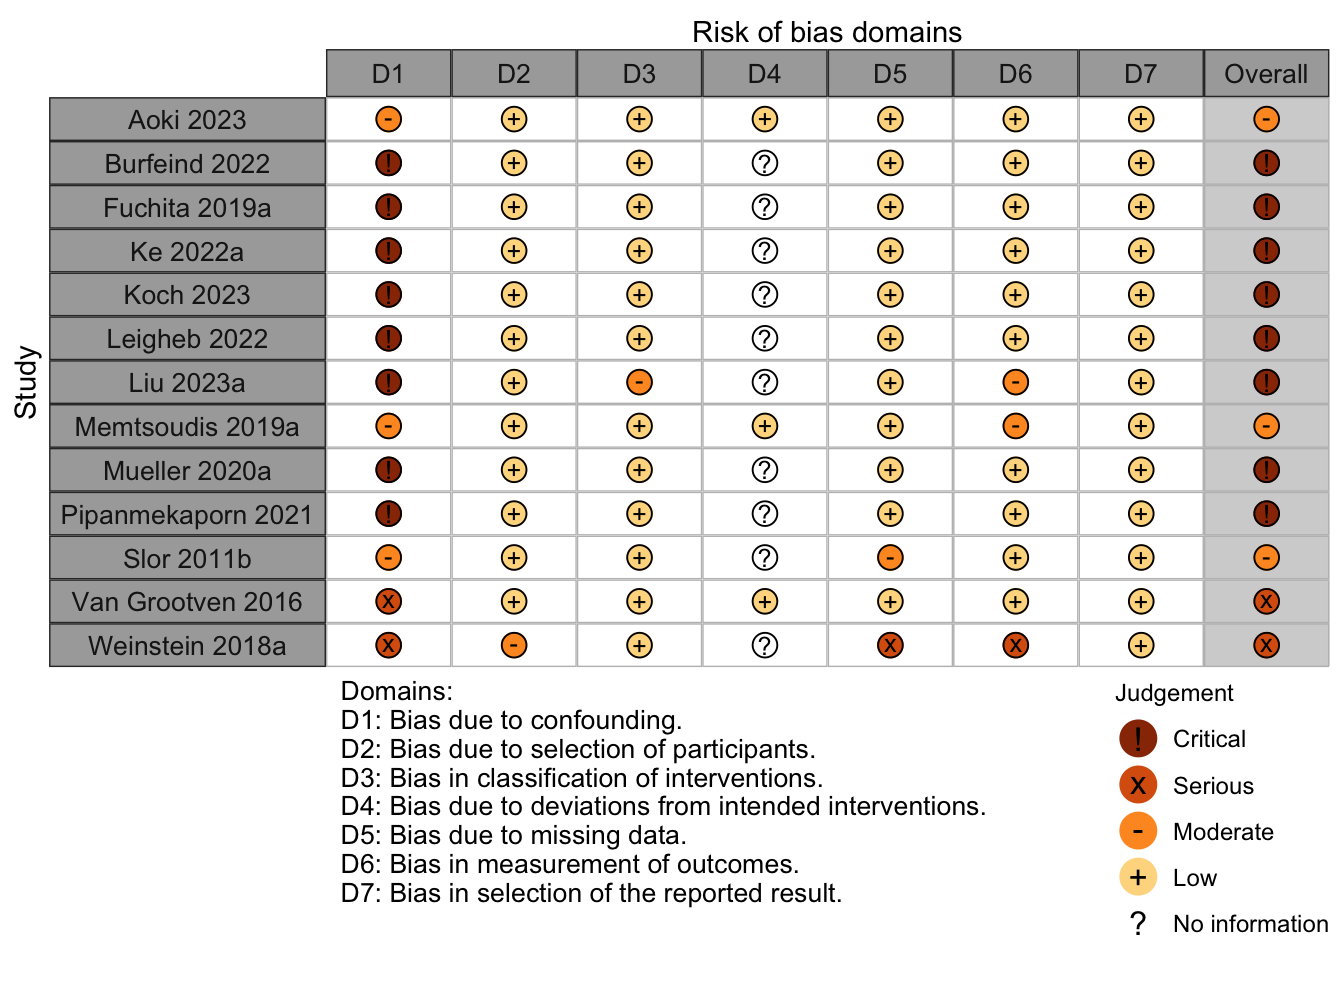 Risk of bias domains
D1 D2 D3 D4 D5 D6 D7 Overall
Study
Aoki 2023 - + + + + + + -
Burfeind 2022 ! + + ? + + + !
Fuchita 2019a ! + + ? + + + !
Ke 2022a ! + + ? + + + !
Koch 2023 ! + + ? + + + !
Leigheb 2022 ! + + ? + + + !
Liu 2023a ! + - ? + - + !
Memtsoudis 2019a - + + + + - + -
Mueller 2020a ! + + ? + + + !
Pipanmekaporn 2021 ! + + ? + + + !
Slor 2011b - + + ? - + + -
Van Grootven 2016 x + + + + + + x
Weinstein 2018a x - + ? x x + x
Domains:
D1: Bias due to confounding.
D2: Bias due to selection of participants.
D3: Bias in classification of interventions.
D4: Bias due to deviations from intended interventions.
D5: Bias due to missing data.
D6: Bias in measurement of outcomes.
D7: Bias in selection of the reported result.
Judgement
! Critical
x Serious
- Moderate
+ Low
? No information